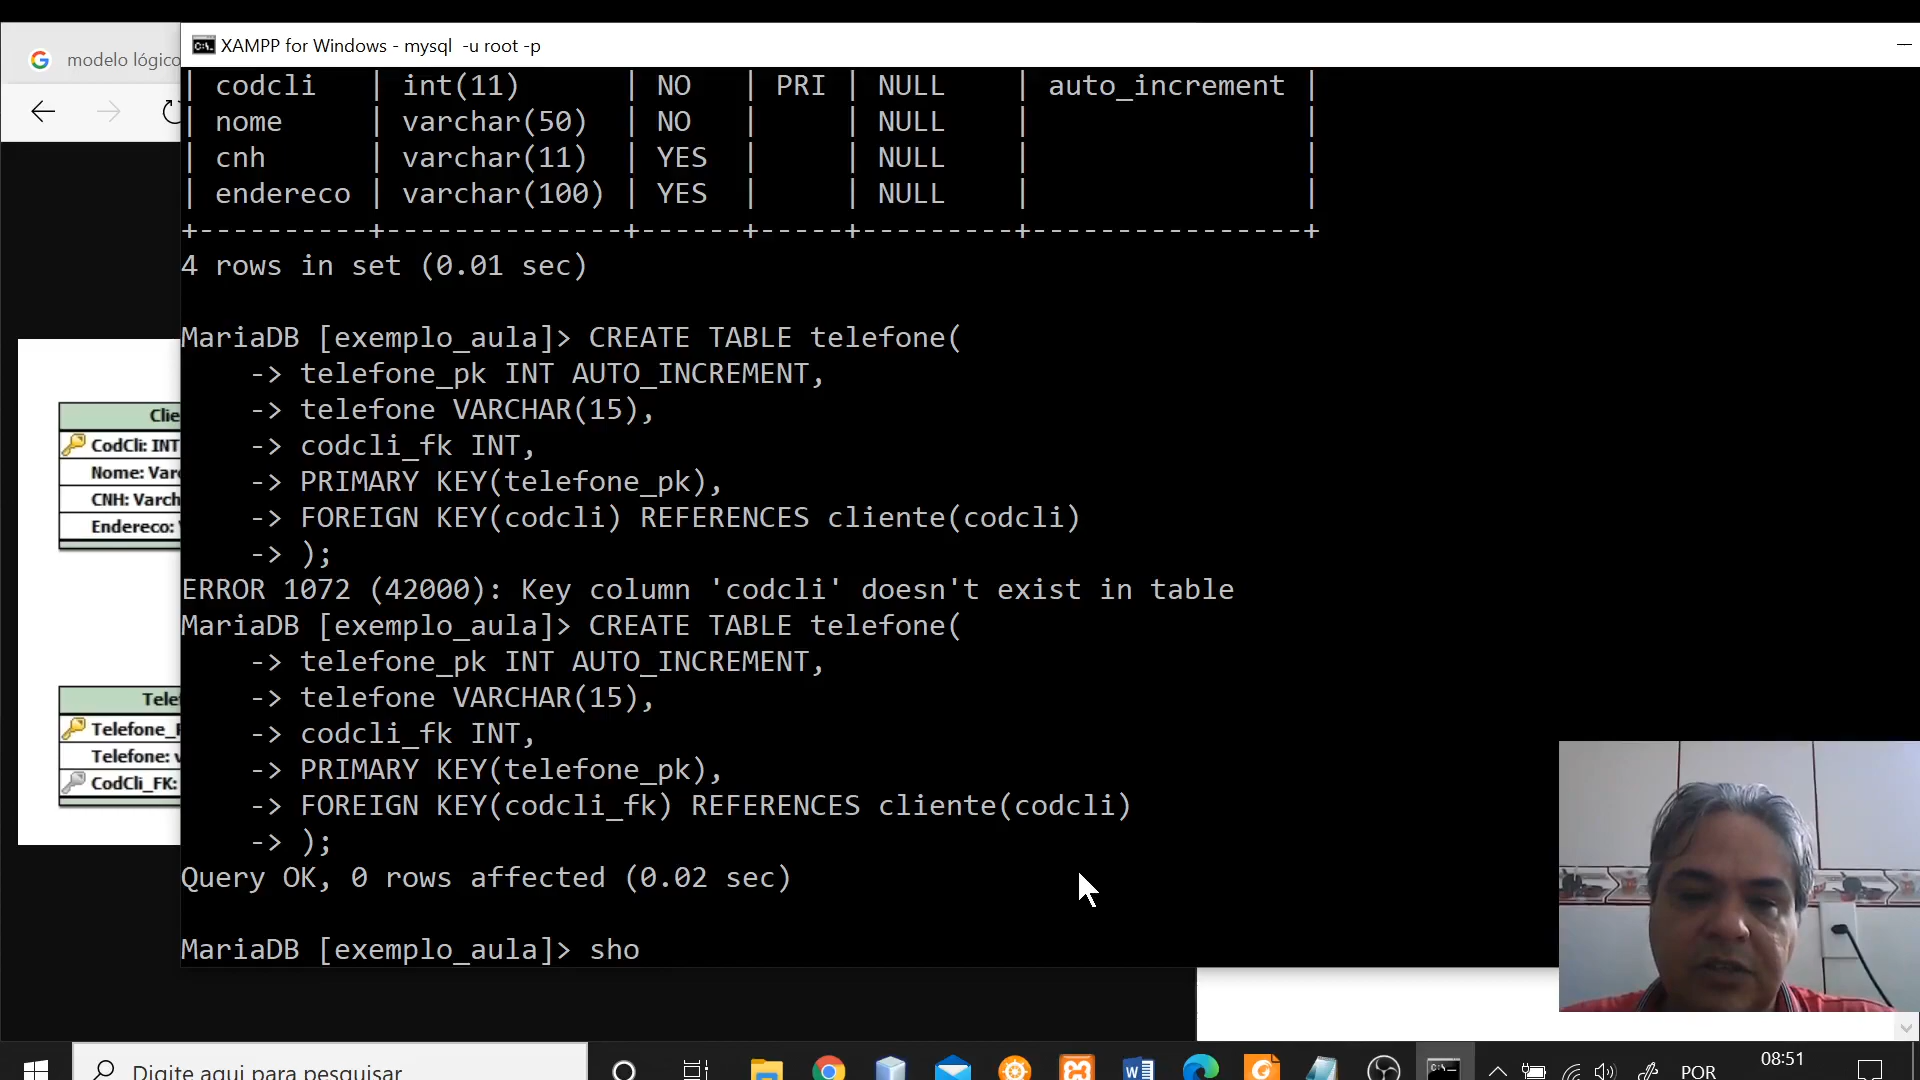 XAMPP for Windows - mysql  -u root -p
modelo lógico
| codcli   | int(11)      | NO   | PRI | NULL    | auto_increment |
| nome     | varchar(50)  | NO   |     | NULL    |                |
| cnh      | varchar(11)  | YES  |     | NULL    |                |
| endereco | varchar(100) | YES  |     | NULL    |                |
+----------+--------------+------+-----+---------+----------------+
4 rows in set (0.01 sec)
MariaDB [exemplo_aula]> CREATE TABLE telefone(
    -> telefone_pk INT AUTO_INCREMENT,
    -> telefone VARCHAR(15),
    -> codcli_fk INT,
    -> PRIMARY KEY(telefone_pk),
    -> FOREIGN KEY(codcli) REFERENCES cliente(codcli)
    -> );
ERROR 1072 (42000): Key column 'codcli' doesn't exist in table
MariaDB [exemplo_aula]> CREATE TABLE telefone(
    -> telefone_pk INT AUTO_INCREMENT,
    -> telefone VARCHAR(15),
    -> codcli_fk INT,
    -> PRIMARY KEY(telefone_pk),
    -> FOREIGN KEY(codcli_fk) REFERENCES cliente(codcli)
    -> );
Query OK, 0 rows affected (0.02 sec)
MariaDB [exemplo_aula]> sho
Clie
CodCli: INT
Nome: Varc
CNH: Varch
Endereco:
Tele
Telefone_
Telefone: v
CodCli_FK:
Digite aqui para pesquisar
POR
08:51